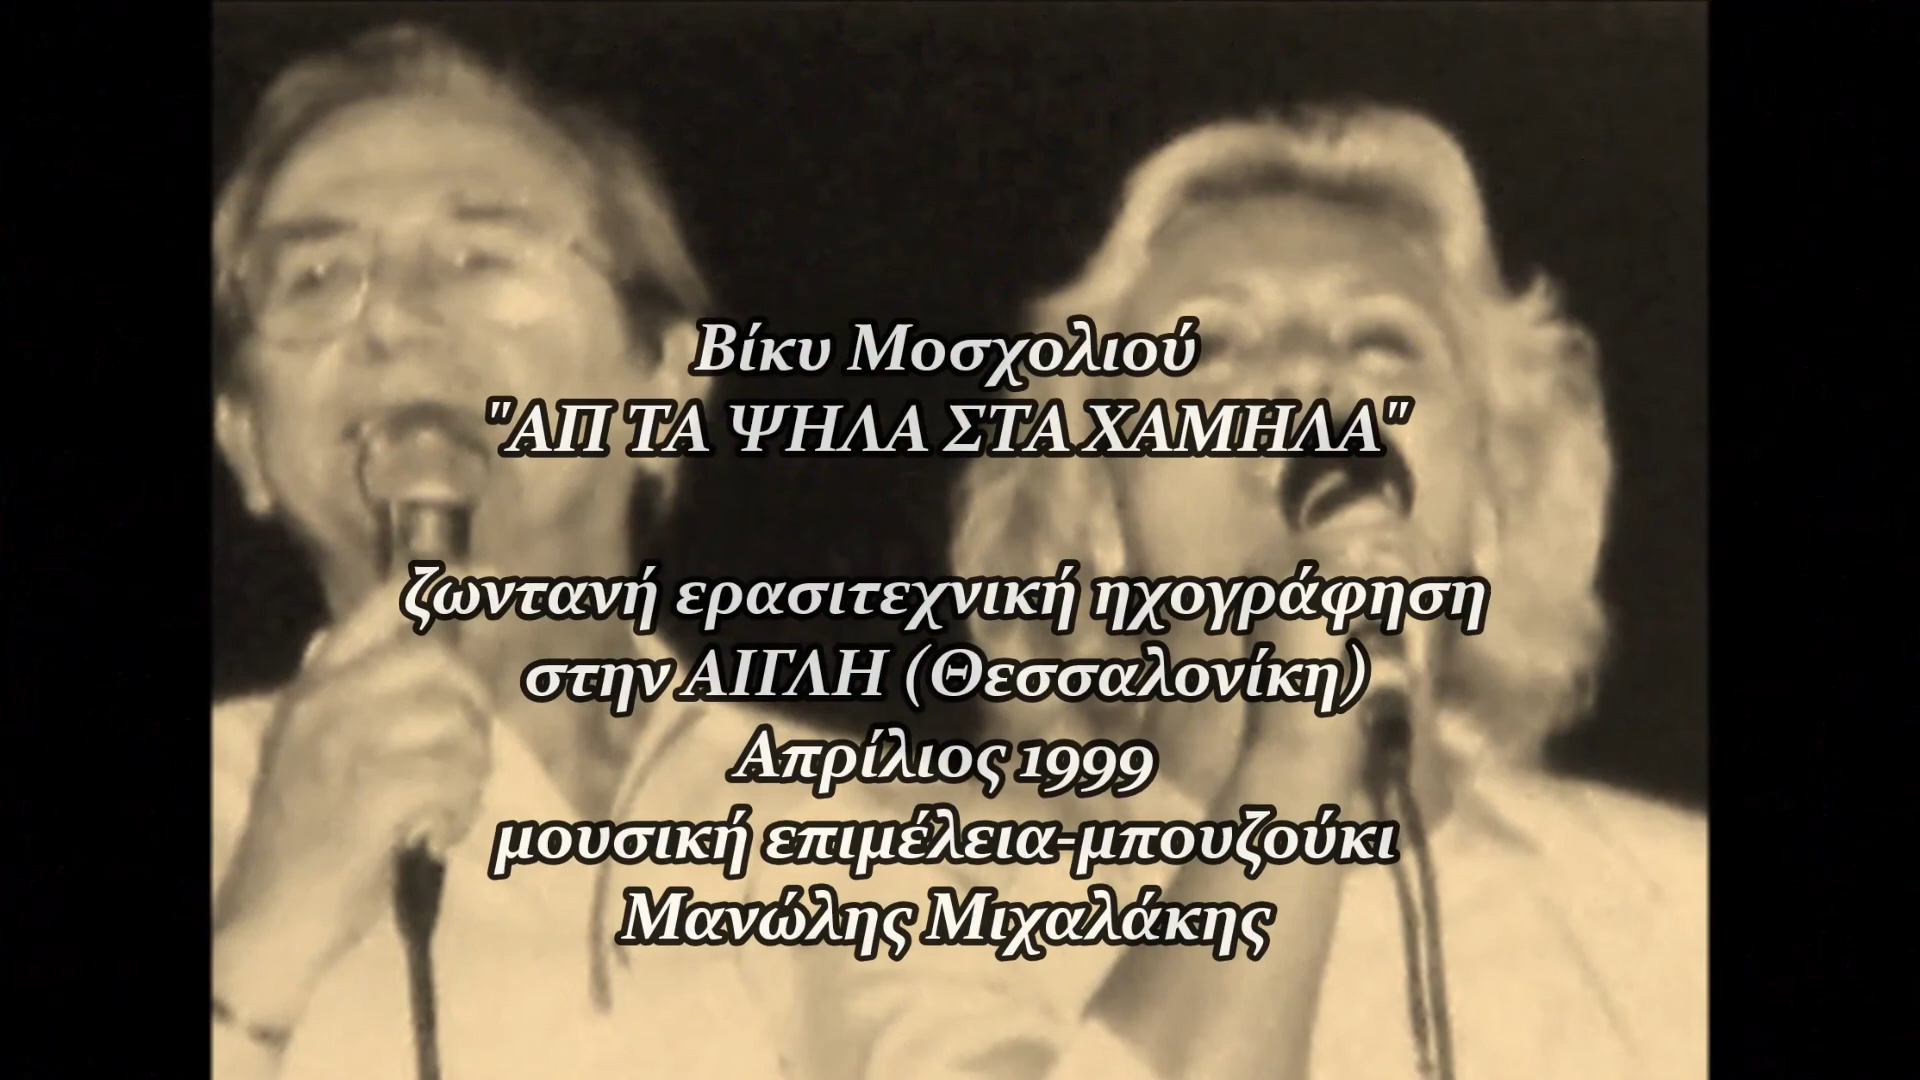 Βίκυ Μοσχολιού
"ΑΠ ΤΑ ΨΗΛΑ ΣΤΑ ΧΑΜΗΛΑ"
ζωντανή ερασιτεχνική ηχογράφηση
στην ΑΙΓΛΗ (Θεσσαλονίκη)
Απρίλιος 1999
μουσική επιμέλεια-μπουζούκι
Μανώλης Μιχαλάκης